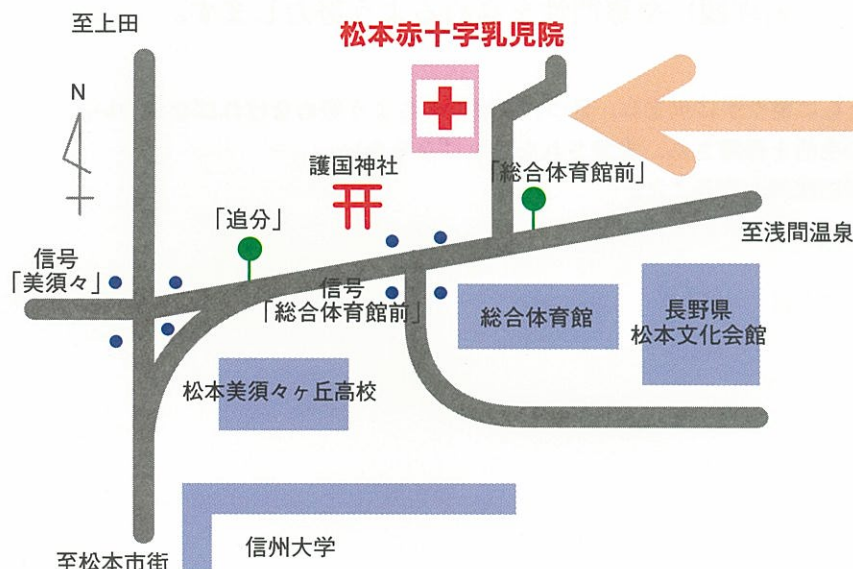 至上田
松本赤十字乳児院
N
護国神社
「総合体育館前」
「追分」
至浅間温泉
信号
「美須々」
信号
「総合体育館前」
総合体育館
長野県
松本文化会館
松本美須々ヶ丘高校
信州大学
至松本市街